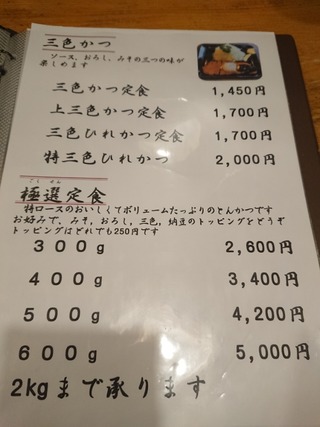 三色かつ
ソース、おろし、みその三つの味が
楽しめます
三色かつ定食 1,450円
上三色かつ定食 1,700円
三色ひれかつ定食 1,700円
特三色ひれかつ 2,000円
ごくせん
極選定食
特ロースのおいしくてボリュームたっぷりのとんかつです
お好みで、みそ、おろし、三色、納豆のトッピングをどうぞ
トッピングはどれでも250円です
300g 2,600円
400g 3,400円
500g 4,200円
600g 5,000円
2kgまで承ります